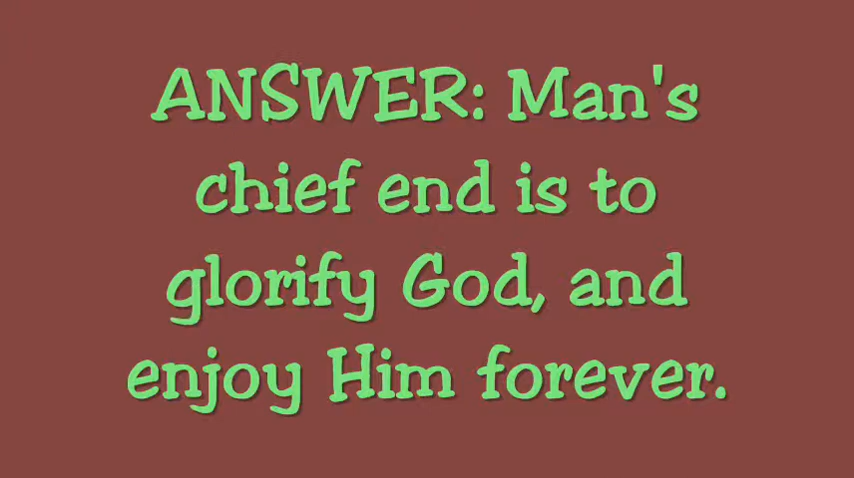 ANSWER: Man's
chief end is to
glorify God, and
enjoy Him forever.